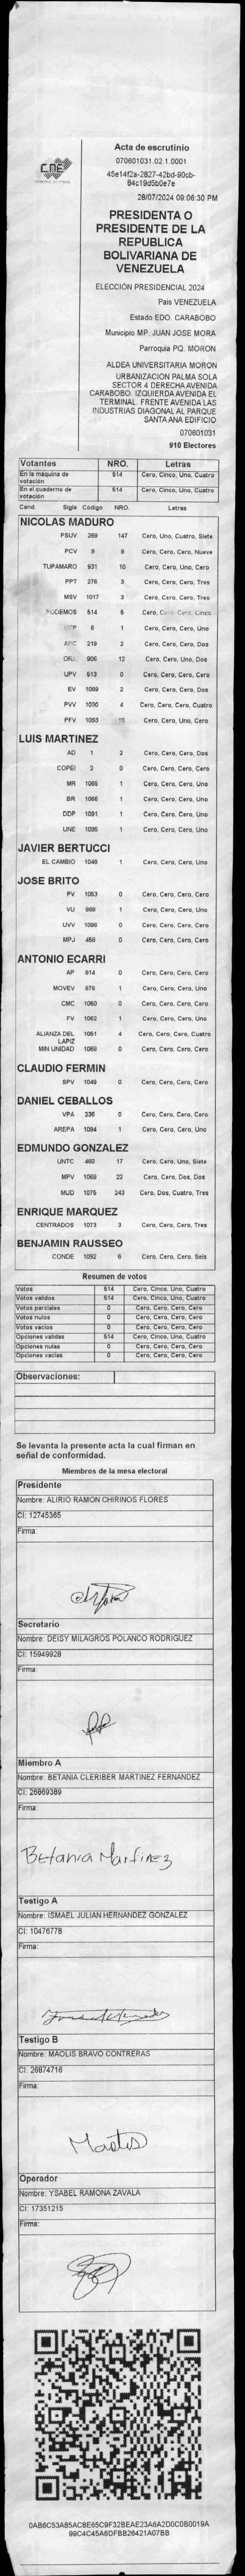 CNE
Acta de escrutinio
070601031.02.1.0001
45e14f2a-2827-42bd-90cb-
84c19d5b0e7e
28/07/2024 09:06:30 PM
PRESIDENTA O
PRESIDENTE DE LA
REPUBLICA
BOLIVARIANA DE
VENEZUELA
ELECCIÓN PRESIDENCIAL 2024
País VENEZUELA
Estado EDO. CARABOBO
Municipio MP. JUAN JOSE MORA
Parroquia PQ. MORON
ALDEA UNIVERSITARIA MORON
URBANIZACION PALMA SOLA
SECTOR 4 DERECHA AVENIDA
CARABOBO. IZQUIERDA AVENIDA EL
TERMINAL. FRENTE AVENIDA LAS
INDUSTRIAS DIAGONAL AL PARQUE
SANTA ANA EDIFICIO
070601031
910 Electores
Votantes NRO. Letras
En la máquina de votación 514 Cero, Cinco, Uno, Cuatro
En el cuaderno de votación 514 Cero, Cinco, Uno, Cuatro
Cand. Sigla Código NRO. Letras
NICOLAS MADURO
PSUV 269 147 Cero, Uno, Cuatro, Siete
PCV 9 9 Cero, Cero, Cero, Nueve
TUPAMARO 931 10 Cero, Cero, Uno, Cero
PPT 276 3 Cero, Cero, Cero, Tres
MSV 1017 3 Cero, Cero, Cero, Tres
PODEMOS 514 5 Cero, Cero, Cero, Cinco
6 1 Cero, Cero, Cero, Uno
APC 219 2 Cero, Cero, Cero, Dos
ORA 906 12 Cero, Cero, Uno, Dos
UPV 513 0 Cero, Cero, Cero, Cero
EV 1089 2 Cero, Cero, Cero, Dos
PVV 1090 4 Cero, Cero, Cero, Cuatro
PFV 1093 10 Cero, Cero, Uno, Cero
LUIS MARTINEZ
AD 1 2 Cero, Cero, Cero, Dos
COPEI 2 0 Cero, Cero, Cero, Cero
MR 1065 1 Cero, Cero, Cero, Uno
BR 1066 1 Cero, Cero, Cero, Uno
DDP 1091 1 Cero, Cero, Cero, Uno
UNE 1095 1 Cero, Cero, Cero, Uno
JAVIER BERTUCCI
EL CAMBIO 1048 1 Cero, Cero, Cero, Uno
JOSE BRITO
PV 1053 0 Cero, Cero, Cero, Cero
VU 868 1 Cero, Cero, Cero, Uno
UVV 1096 0 Cero, Cero, Cero, Cero
MPJ 458 0 Cero, Cero, Cero, Cero
ANTONIO ECARRI
AP 914 0 Cero, Cero, Cero, Cero
MOVEV 878 1 Cero, Cero, Cero, Uno
CMC 1050 0 Cero, Cero, Cero, Cero
FV 1062 1 Cero, Cero, Cero, Uno
ALIANZA DEL LAPIZ 1051 4 Cero, Cero, Cero, Cuatro
MIN UNIDAD 1068 0 Cero, Cero, Cero, Cero
CLAUDIO FERMIN
SPV 1049 0 Cero, Cero, Cero, Cero
DANIEL CEBALLOS
VPA 236 0 Cero, Cero, Cero, Cero
AREPA 1094 1 Cero, Cero, Cero, Uno
EDMUNDO GONZALEZ
UNTC 460 17 Cero, Cero, Uno, Siete
MPV 1069 22 Cero, Cero, Dos, Dos
MUD 1075 243 Cero, Dos, Cuatro, Tres
ENRIQUE MARQUEZ
CENTRADOS 1073 3 Cero, Cero, Cero, Tres
BENJAMIN RAUSSEO
CONDE 1092 6 Cero, Cero, Cero, Seis
Resumen de votos
Votos 514 Cero, Cinco, Uno, Cuatro
Votos válidos 514 Cero, Cinco, Uno, Cuatro
Votos parciales 0 Cero, Cero, Cero, Cero
Votos nulos 0 Cero, Cero, Cero, Cero
Votos vacíos 0 Cero, Cero, Cero, Cero
Opciones válidas 514 Cero, Cinco, Uno, Cuatro
Opciones nulas 0 Cero, Cero, Cero, Cero
Opciones vacías 0 Cero, Cero, Cero, Cero
Observaciones:
Se levanta la presente acta la cual firman en
señal de conformidad.
Miembros de la mesa electoral
Presidente
Nombre: ALIRIO RAMON CHIRINOS FLORES
CI: 12745365
Firma:
Secretario
Nombre: DEISY MILAGROS POLANCO RODRIGUEZ
CI: 15949928
Firma:
Miembro A
Nombre: BETANIA CLERIBER MARTINEZ FERNANDEZ
CI: 26869389
Firma:
Betania Martinez
Testigo A
Nombre: ISMAEL JULIAN HERNANDEZ GONZALEZ
CI: 10476778
Firma:
Testigo B
Nombre: MAOLIS BRAVO CONTRERAS
CI: 26874716
Firma:
Operador
Nombre: YSABEL RAMONA ZAVALA
CI: 17351215
Firma:
0AB6C53A85AC8E65C9F32BEAE23A6A2D0C0B0019A
99C4C45A6DFBB26421A07BB